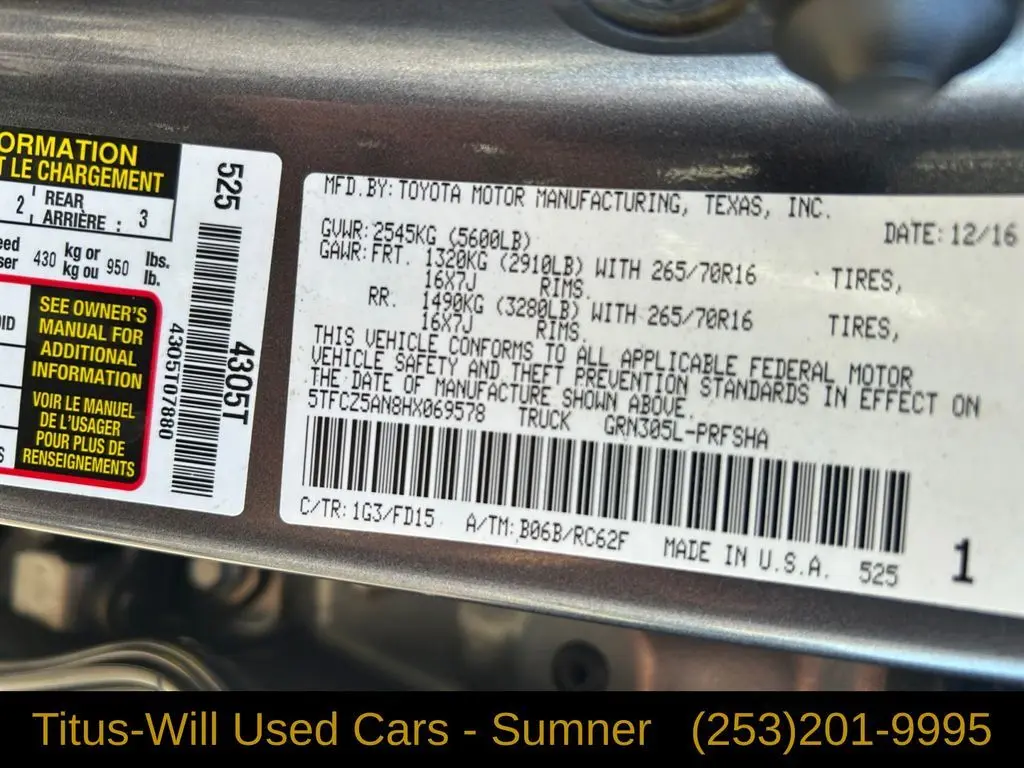 ORMATION
T LE CHARGEMENT
2 REAR ARRIÈRE : 3
430 kg or kg ou 950 lbs. lb.
SEE OWNER'S
MANUAL FOR
ADDITIONAL
INFORMATION
VOIR LE MANUEL
DE L'USAGER
POUR PLUS DE
RENSEIGNEMENTS
525
4305T
4305T07880
MFD.BY: TOYOTA MOTOR MANUFACTURING, TEXAS, INC.
DATE: 12/16
GVWR: 2545KG (5600LB)
GAWR: FRT. 1320KG (2910LB) WITH 265/70R16 TIRES,
16X7J RIMS.
RR. 1490KG (3280LB) WITH 265/70R16 TIRES,
16X7J RIMS.
THIS VEHICLE CONFORMS TO ALL APPLICABLE FEDERAL MOTOR
VEHICLE SAFETY AND THEFT PREVENTION STANDARDS IN EFFECT ON
THE DATE OF MANUFACTURE SHOWN ABOVE.
5TFCZ5AN8HX069578 TRUCK GRN305L-PRFSHA
C/TR: 1G3/FD15 A/TM: B06B/RC62F MADE IN U.S.A. 525
1
Titus-Will Used Cars - Sumner (253)201-9995